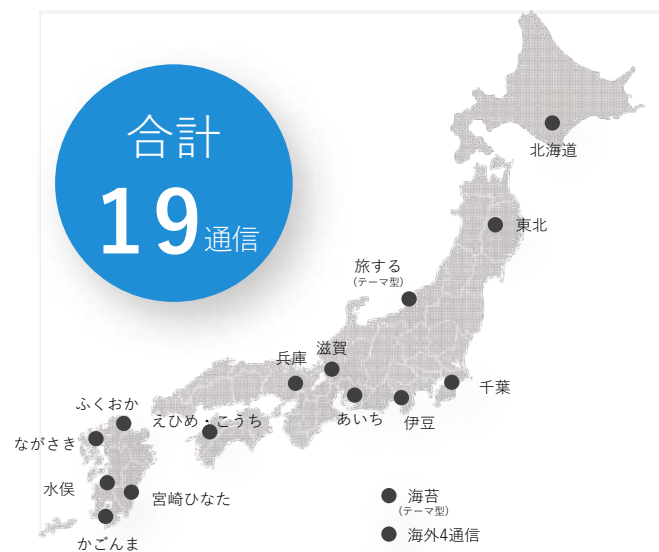 合計
19通信
北海道
東北
旅する
(テーマ型)
兵庫
滋賀
千葉
ふくおか
えひめ・こうち
あいち
伊豆
ながさき
水俣
宮崎ひなた
海苔
(テーマ型)
海外4通信
かごんま